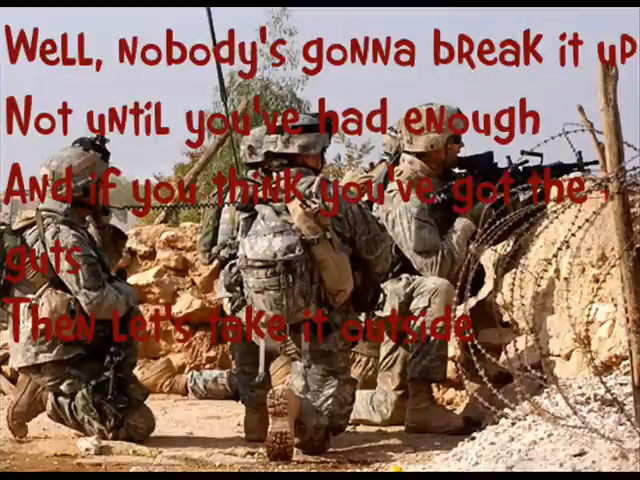 Well, nobody's gonna break it up
Not until you've had enough
And if you think you've got the
guts
Then let's take it outside